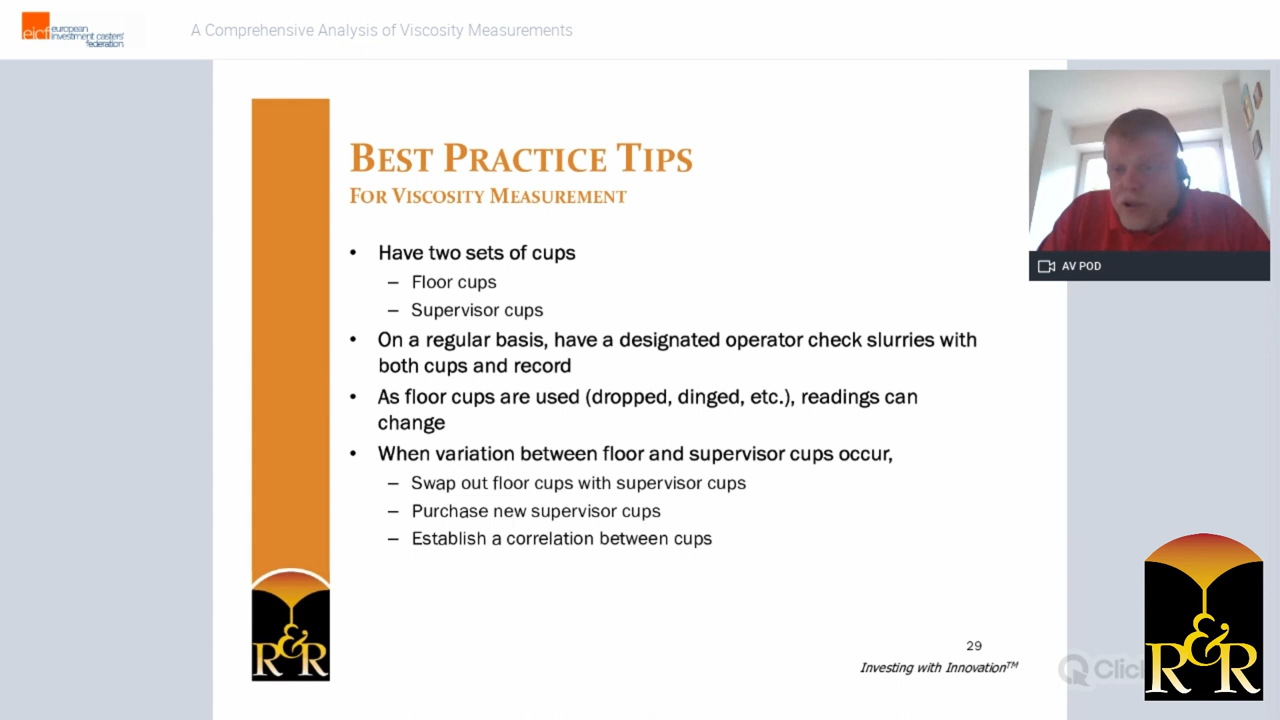 eicf european
investment casters'
federation
A Comprehensive Analysis of Viscosity Measurements
BEST PRACTICE TIPS
FOR VISCOSITY MEASUREMENT
• Have two sets of cups
– Floor cups
– Supervisor cups
• On a regular basis, have a designated operator check slurries with
both cups and record
• As floor cups are used (dropped, dinged, etc.), readings can
change
• When variation between floor and supervisor cups occur,
– Swap out floor cups with supervisor cups
– Purchase new supervisor cups
– Establish a correlation between cups
29
Investing with Innovation™
R&R
AV POD
Click
R&R